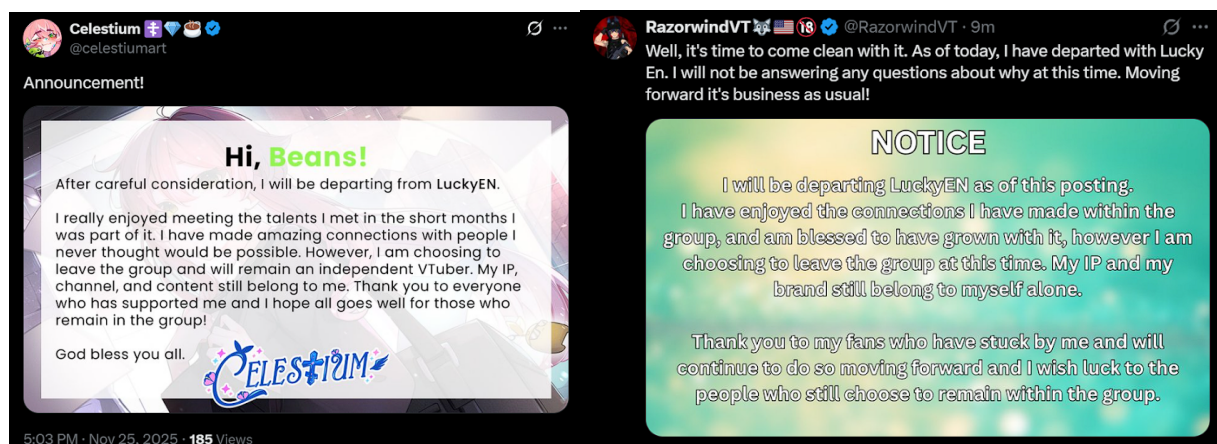 Celestium
@celestiumart
Announcement!
Hi, Beans!
After careful consideration, I will be departing from LuckyEN.
I really enjoyed meeting the talents I met in the short months I
was part of it. I have made amazing connections with people I
never thought would be possible. However, I am choosing to
leave the group and will remain an independent VTuber. My IP,
channel, and content still belong to me. Thank you to everyone
who has supported me and I hope all goes well for those who
remain in the group!
God bless you all.
CELESTIUM
5:03 PM · Nov 25, 2025 · 185 Views
RazorwindVT🐺🇺🇸🔞 @RazorwindVT · 9m
Well, it's time to come clean with it. As of today, I have departed with Lucky
En. I will not be answering any questions about why at this time. Moving
forward it's business as usual!
NOTICE
I will be departing LuckyEN as of this posting.
I have enjoyed the connections I have made within the
group, and am blessed to have grown with it, however I am
choosing to leave the group at this time. My IP and my
brand still belong to myself alone.
Thank you to my fans who have stuck by me and will
continue to do so moving forward and I wish luck to the
people who still choose to remain within the group.